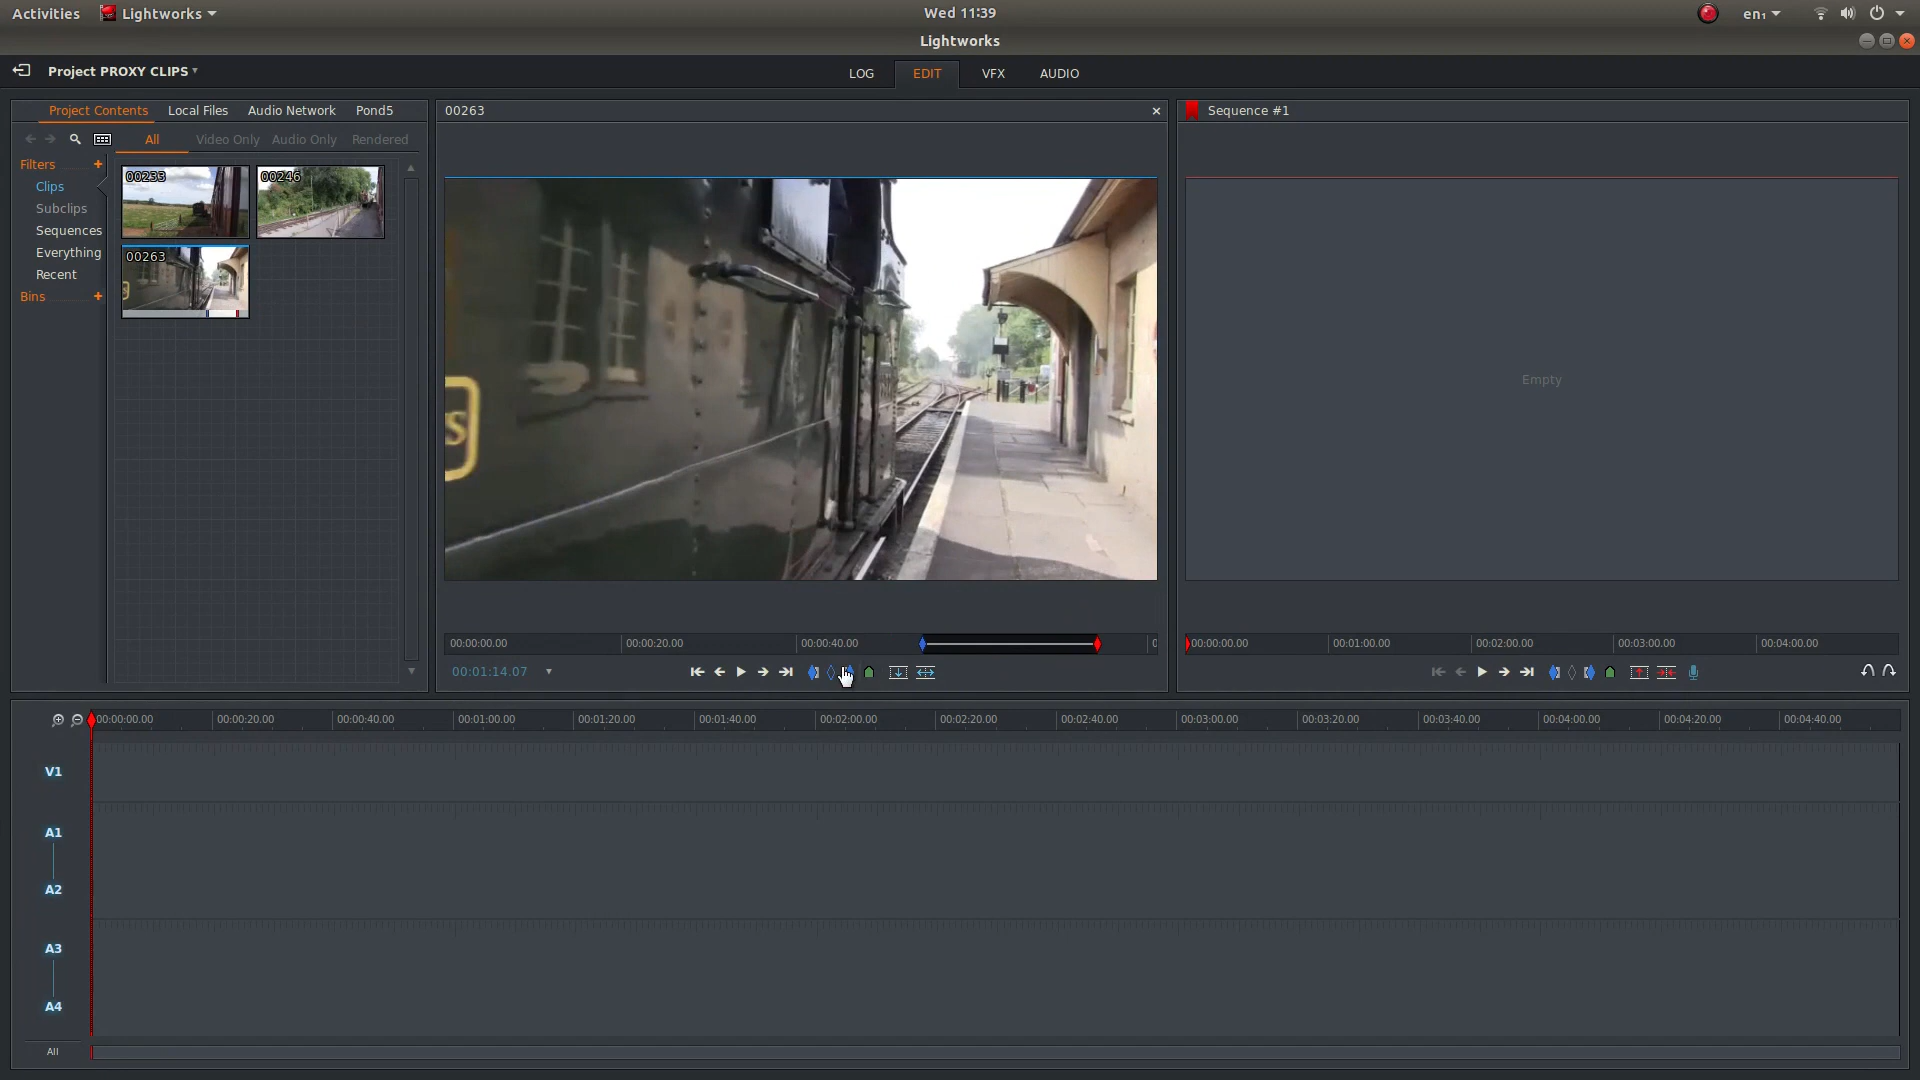 Activities Lightworks Wed 11:39 en₁
Lightworks
Project PROXY CLIPS LOG EDIT VFX AUDIO
Project Contents Local Files Audio Network Pond5
All Video Only Audio Only Rendered
Filters +
Clips
Subclips
Sequences
Everything
Recent
Bins +
00233 00246
00263
00263
S
Sequence #1
Empty
00:00:00.00 00:00:20.00 00:00:40.00 0
00:01:14.07
00:00:00.00 00:01:00.00 00:02:00.00 00:03:00.00 00:04:00.00
00:00:00.00 00:00:20.00 00:00:40.00 00:01:00.00 00:01:20.00 00:01:40.00 00:02:00.00 00:02:20.00 00:02:40.00 00:03:00.00 00:03:20.00 00:03:40.00 00:04:00.00 00:04:20.00 00:04:40.00
V1
A1
A2
A3
A4
All